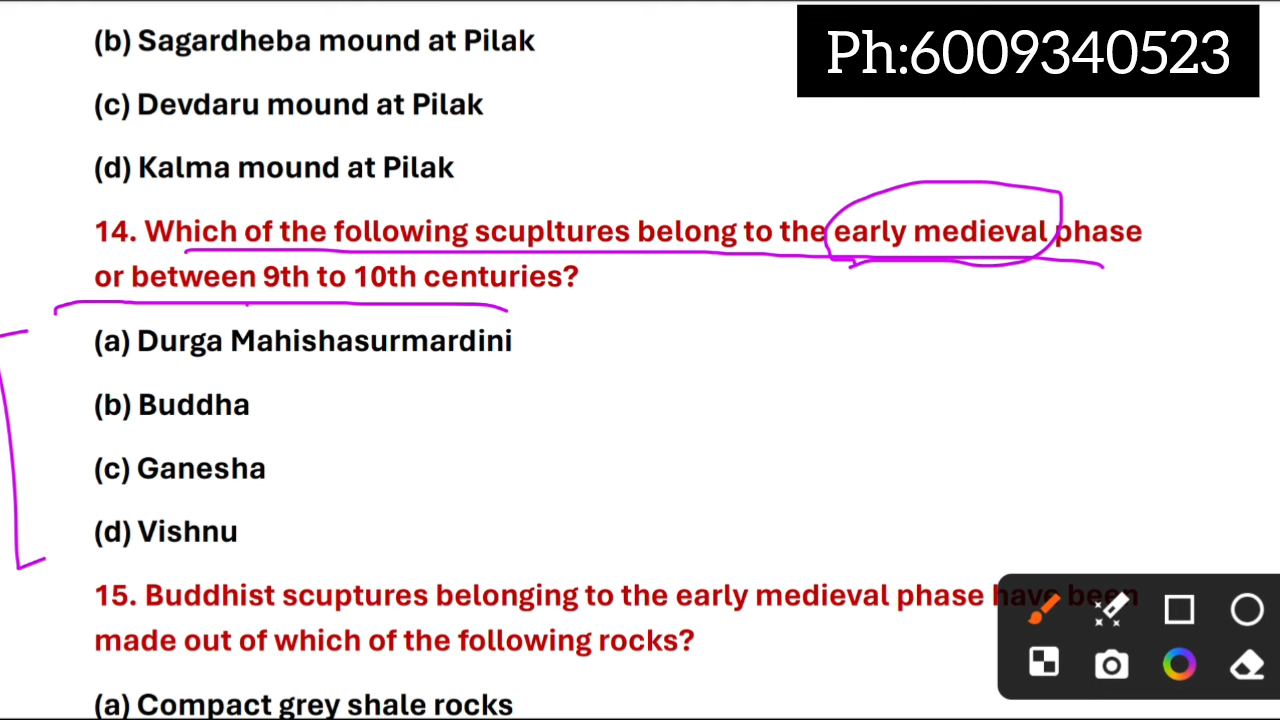 (b) Sagardheba mound at Pilak
Ph:6009340523
(c) Devdaru mound at Pilak
(d) Kalma mound at Pilak
14. Which of the following scupltures belong to the early medieval phase
or between 9th to 10th centuries?
(a) Durga Mahishasurmardini
(b) Buddha
(c) Ganesha
(d) Vishnu
15. Buddhist scuptures belonging to the early medieval phase have been
made out of which of the following rocks?
(a) Compact grey shale rocks